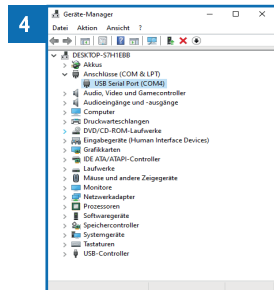 4
Geräte-Manager
Datei Aktion Ansicht ?
DESKTOP-S7H1EBB
Akkus
Anschlüsse (COM & LPT)
USB Serial Port (COM4)
Audio, Video und Gamecontroller
Audioeingänge und -ausgänge
Computer
Druckwarteschlangen
DVD/CD-ROM-Laufwerke
Eingabegeräte (Human Interface Devices)
Grafikkarten
IDE ATA/ATAPI-Controller
Laufwerke
Mäuse und andere Zeigegeräte
Monitore
Netzwerkadapter
Prozessoren
Softwaregeräte
Speichercontroller
Systemgeräte
Tastaturen
USB-Controller